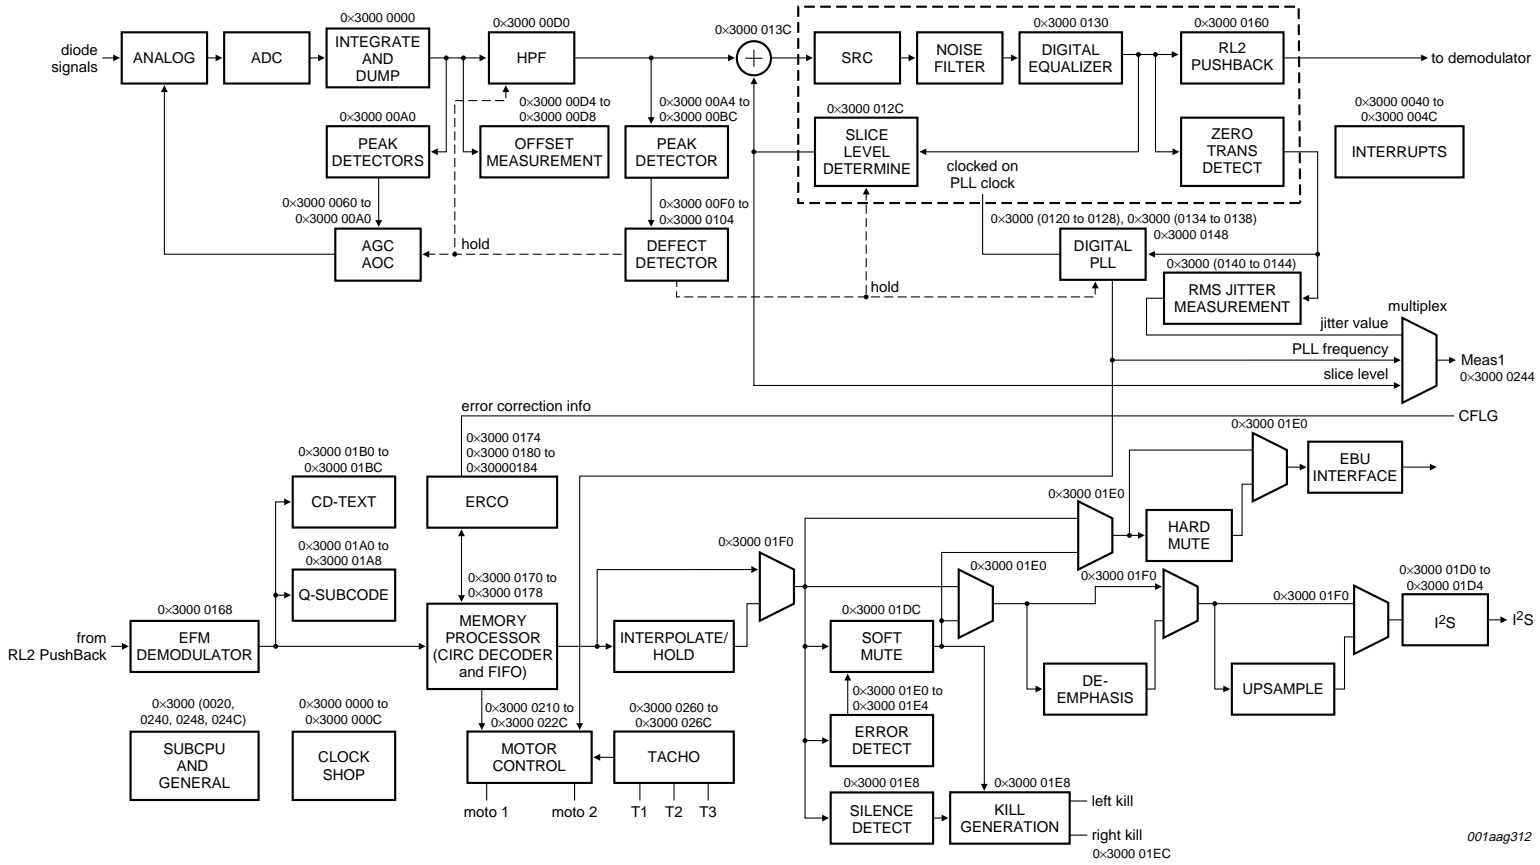 0×3000 0000
0×3000 00D0
0×3000 013C
0×3000 0130
0×3000 0160
diode
signals
ANALOG
ADC
INTEGRATE
AND
DUMP
HPF
+
SRC
NOISE
FILTER
DIGITAL
EQUALIZER
RL2
PUSHBACK
to demodulator
0×3000 00A0
0×3000 00D4 to
0×3000 00D8
0×3000 00A4 to
0×3000 00BC
0×3000 012C
0×3000 0040 to
0×3000 004C
PEAK
DETECTORS
OFFSET
MEASUREMENT
PEAK
DETECTOR
SLICE
LEVEL
DETERMINE
ZERO
TRANS
DETECT
INTERRUPTS
clocked on
PLL clock
0×3000 0060 to
0×3000 00A0
0×3000 00F0 to
0×3000 0104
0×3000 (0120 to 0128), 0×3000 (0134 to 0138)
0×3000 0148
AGC
AOC
hold
DEFECT
DETECTOR
DIGITAL
PLL
0×3000 (0140 to 0144)
hold
RMS JITTER
MEASUREMENT
multiplex
jitter value
PLL frequency
slice level
Meas1
0×3000 0244
error correction info
CFLG
0×3000 01B0 to
0×3000 01BC
0×3000 0174
0×3000 0180 to
0×30000184
0×3000 01E0
CD-TEXT
ERCO
EBU
INTERFACE
0×3000 01E0
HARD
MUTE
0×3000 01A0 to
0×3000 01A8
0×3000 01F0
0×3000 01E0
0×3000 01F0
0×3000 01D0 to
0×3000 01D4
Q-SUBCODE
0×3000 0170 to
0×3000 0178
0×3000 01F0
0×3000 0168
0×3000 01DC
from
RL2 PushBack
EFM
DEMODULATOR
MEMORY
PROCESSOR
(CIRC DECODER
and FIFO)
INTERPOLATE/
HOLD
SOFT
MUTE
I²S
I²S
DE-
EMPHASIS
UPSAMPLE
0×3000 (0020,
0240, 0248, 024C)
0×3000 0000 to
0×3000 000C
0×3000 0210 to
0×3000 022C
0×3000 0260 to
0×3000 026C
0×3000 01E0 to
0×3000 01E4
SUBCPU
AND
GENERAL
CLOCK
SHOP
MOTOR
CONTROL
TACHO
ERROR
DETECT
0×3000 01E8
0×3000 01E8
moto 1
moto 2
T1
T2
T3
SILENCE
DETECT
KILL
GENERATION
left kill
right kill
0×3000 01EC
001aag312